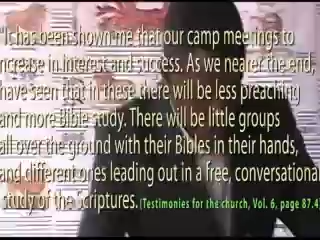 "It has been shown me that our camp meetings to
increase in interest and success. As we nearer the end,
have seen that in these there will be less preaching
and more Bible study. There will be little groups
all over the ground with their Bibles in their hands,
and different ones leading out in a free, conversational
study of the Scriptures. (Testimonies for the church, Vol. 6, page 87.4)